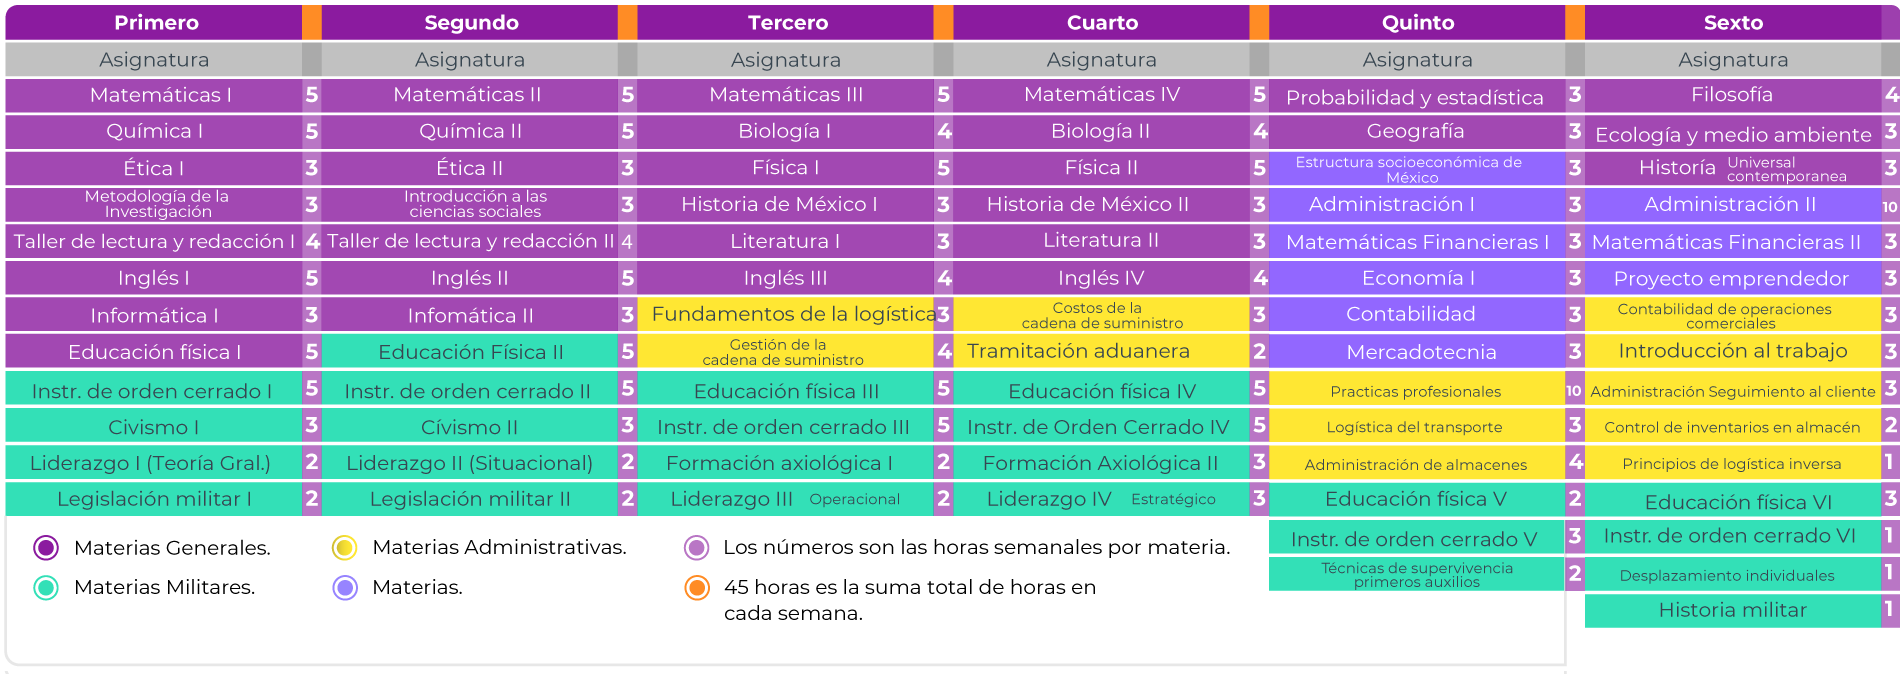 Primero Segundo Tercero Cuarto Quinto Sexto
Asignatura Asignatura Asignatura Asignatura Asignatura Asignatura
Matemáticas I 5 Matemáticas II 5 Matemáticas III 5 Matemáticas IV 5 Probabilidad y estadística 3 Filosofía 4
Química I 5 Química II 5 Biología I 4 Biología II 4 Geografía 3 Ecología y medio ambiente 3
Ética I 3 Ética II 3 Física I 5 Física II 5 Estructura socioeconómica de México 3 Historía Universal contemporanea 3
Metodología de la Investigación 3 Introducción a las ciencias sociales 3 Historia de México I 3 Historia de México II 3 Administración I 3 Administración II 10
Taller de lectura y redacción I 4 Taller de lectura y redacción II 4 Literatura I 3 Literatura II 3 Matemáticas Financieras I 3 Matemáticas Financieras II 3
Inglés I 5 Inglés II 5 Inglés III 4 Inglés IV 4 Economía I 3 Proyecto emprendedor 3
Informática I 3 Infomática II 3 Fundamentos de la logística 3 Costos de la cadena de suministro 3 Contabilidad 3 Contabilidad de operaciones comerciales 3
Educación física I 5 Educación Física II 5 Gestión de la cadena de suministro 4 Tramitación aduanera 2 Mercadotecnia 3 Introducción al trabajo 3
Instr. de orden cerrado I 5 Instr. de orden cerrado II 5 Educación física III 5 Educación física IV 5 Practicas profesionales 10 Administración Seguimiento al cliente 3
Civismo I 3 Cívismo II 3 Instr. de orden cerrado III 5 Instr. de Orden Cerrado IV 5 Logística del transporte 3 Control de inventarios en almacén 2
Liderazgo I (Teoría Gral.) 2 Liderazgo II (Situacional) 2 Formación axiológica I 2 Formación Axiológica II 3 Administración de almacenes 4 Principios de logística inversa 1
Legislación militar I 2 Legislación militar II 2 Liderazgo III Operacional 2 Liderazgo IV Estratégico 3 Educación física V 2 Educación física VI 3
Instr. de orden cerrado V 3 Instr. de orden cerrado VI 1
Técnicas de supervivencia primeros auxilios 2 Desplazamiento individuales 1
Historia militar 1
Materias Generales. Materias Administrativas. Los números son las horas semanales por materia.
Materias Militares. Materias. 45 horas es la suma total de horas en
cada semana.